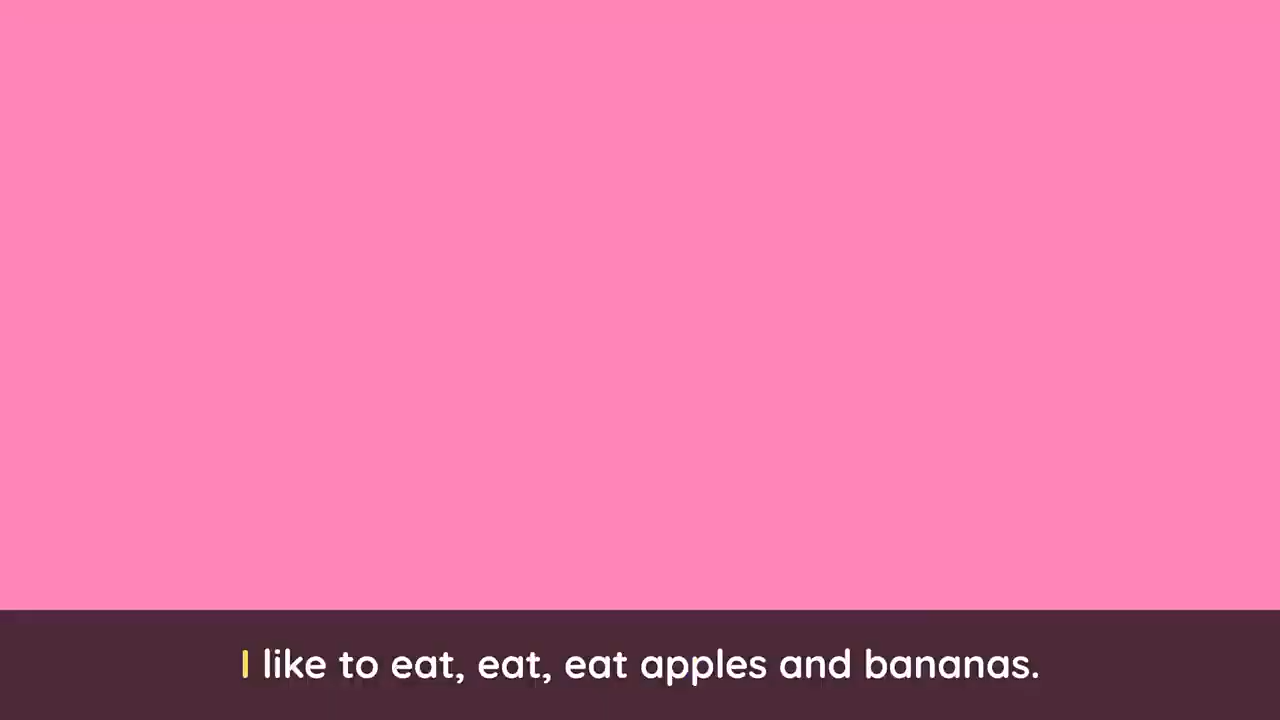 I like to eat, eat, eat apples and bananas.